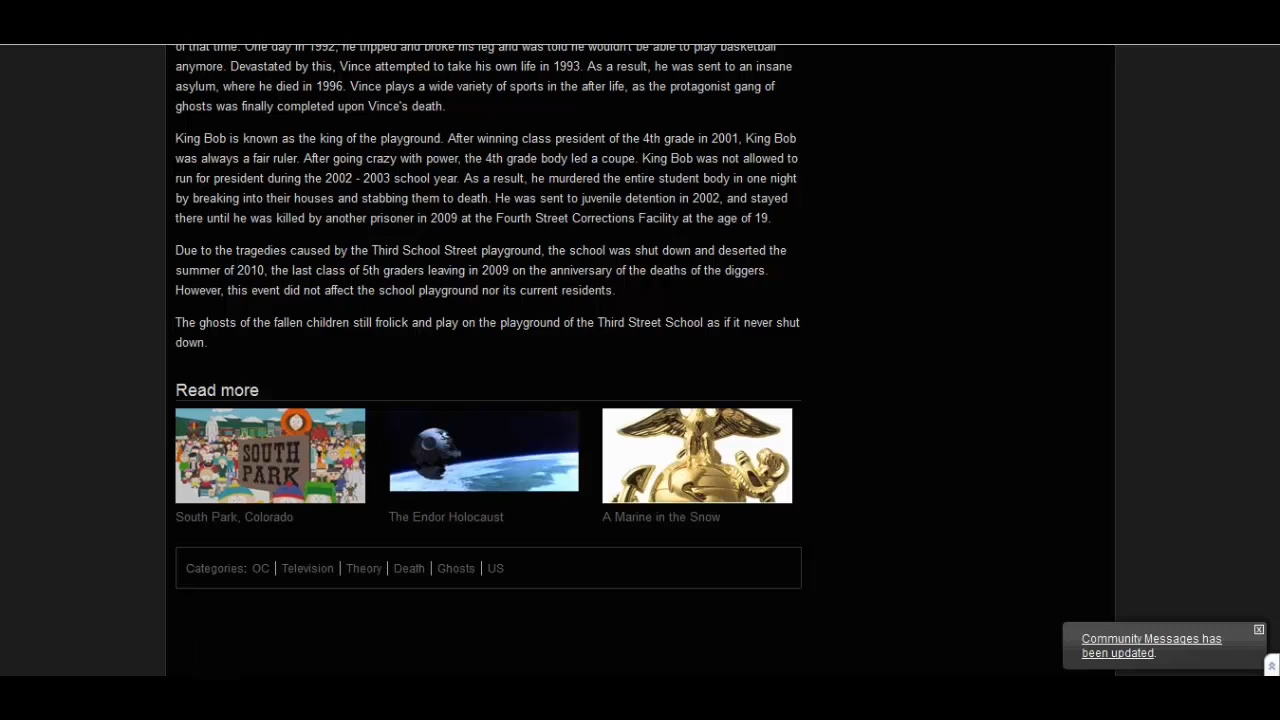 of that time. One day in 1992, he tripped and broke his leg and was told he wouldn't be able to play basketball
anymore. Devastated by this, Vince attempted to take his own life in 1993. As a result, he was sent to an insane
asylum, where he died in 1996. Vince plays a wide variety of sports in the after life, as the protagonist gang of
ghosts was finally completed upon Vince's death.
King Bob is known as the king of the playground. After winning class president of the 4th grade in 2001, King Bob
was always a fair ruler. After going crazy with power, the 4th grade body led a coupe. King Bob was not allowed to
run for president during the 2002 - 2003 school year. As a result, he murdered the entire student body in one night
by breaking into their houses and stabbing them to death. He was sent to juvenile detention in 2002, and stayed
there until he was killed by another prisoner in 2009 at the Fourth Street Corrections Facility at the age of 19.
Due to the tragedies caused by the Third School Street playground, the school was shut down and deserted the
summer of 2010, the last class of 5th graders leaving in 2009 on the anniversary of the deaths of the diggers.
However, this event did not affect the school playground nor its current residents.
The ghosts of the fallen children still frolick and play on the playground of the Third Street School as if it never shut
down.
Read more
SOUTH
PARK
South Park, Colorado
The Endor Holocaust
A Marine in the Snow
Categories: OC | Television | Theory | Death | Ghosts | US
Community Messages has
been updated.